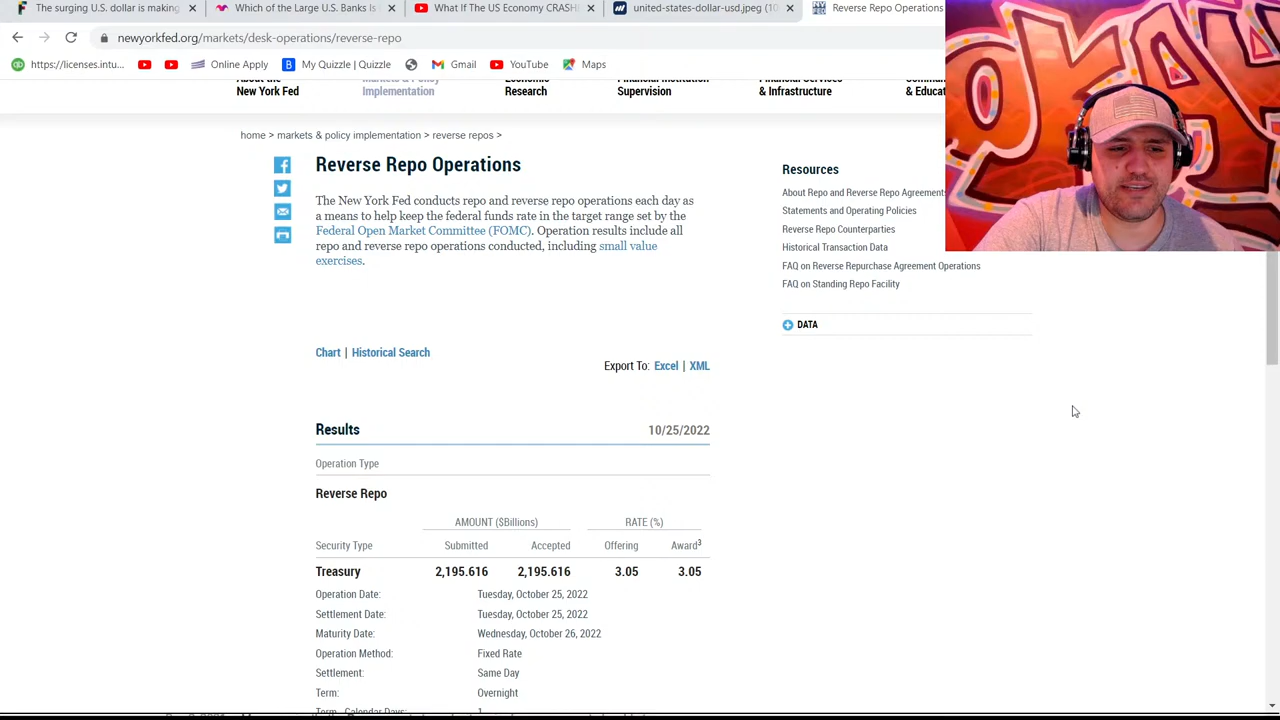 The surging U.S. dollar is making
Which of the Large U.S. Banks Is
What If The US Economy CRASH
united-states-dollar-usd.jpeg (10
Reverse Repo Operations
newyorkfed.org/markets/desk-operations/reverse-repo
https://licenses.intu...
Online Apply
My Quizzle | Quizzle
Gmail
YouTube
Maps
About the
New York Fed
Markets & Policy
Implementation
Economic
Research
Financial Institution
Supervision
Financial Services
& Infrastructure
& Educat
home > markets & policy implementation > reverse repos >
Reverse Repo Operations
The New York Fed conducts repo and reverse repo operations each day as
a means to help keep the federal funds rate in the target range set by the
Federal Open Market Committee (FOMC). Operation results include all
repo and reverse repo operations conducted, including small value
exercises.
Resources
About Repo and Reverse Repo Agreements
Statements and Operating Policies
Reverse Repo Counterparties
Historical Transaction Data
FAQ on Reverse Repurchase Agreement Operations
FAQ on Standing Repo Facility
DATA
Chart | Historical Search
Export To: Excel | XML
Results 10/25/2022
Operation Type
Reverse Repo
AMOUNT ($Billions) RATE (%)
Security Type Submitted Accepted Offering Award3
Treasury 2,195.616 2,195.616 3.05 3.05
Operation Date: Tuesday, October 25, 2022
Settlement Date: Tuesday, October 25, 2022
Maturity Date: Wednesday, October 26, 2022
Operation Method: Fixed Rate
Settlement: Same Day
Term: Overnight
Term - Calendar Days: 1